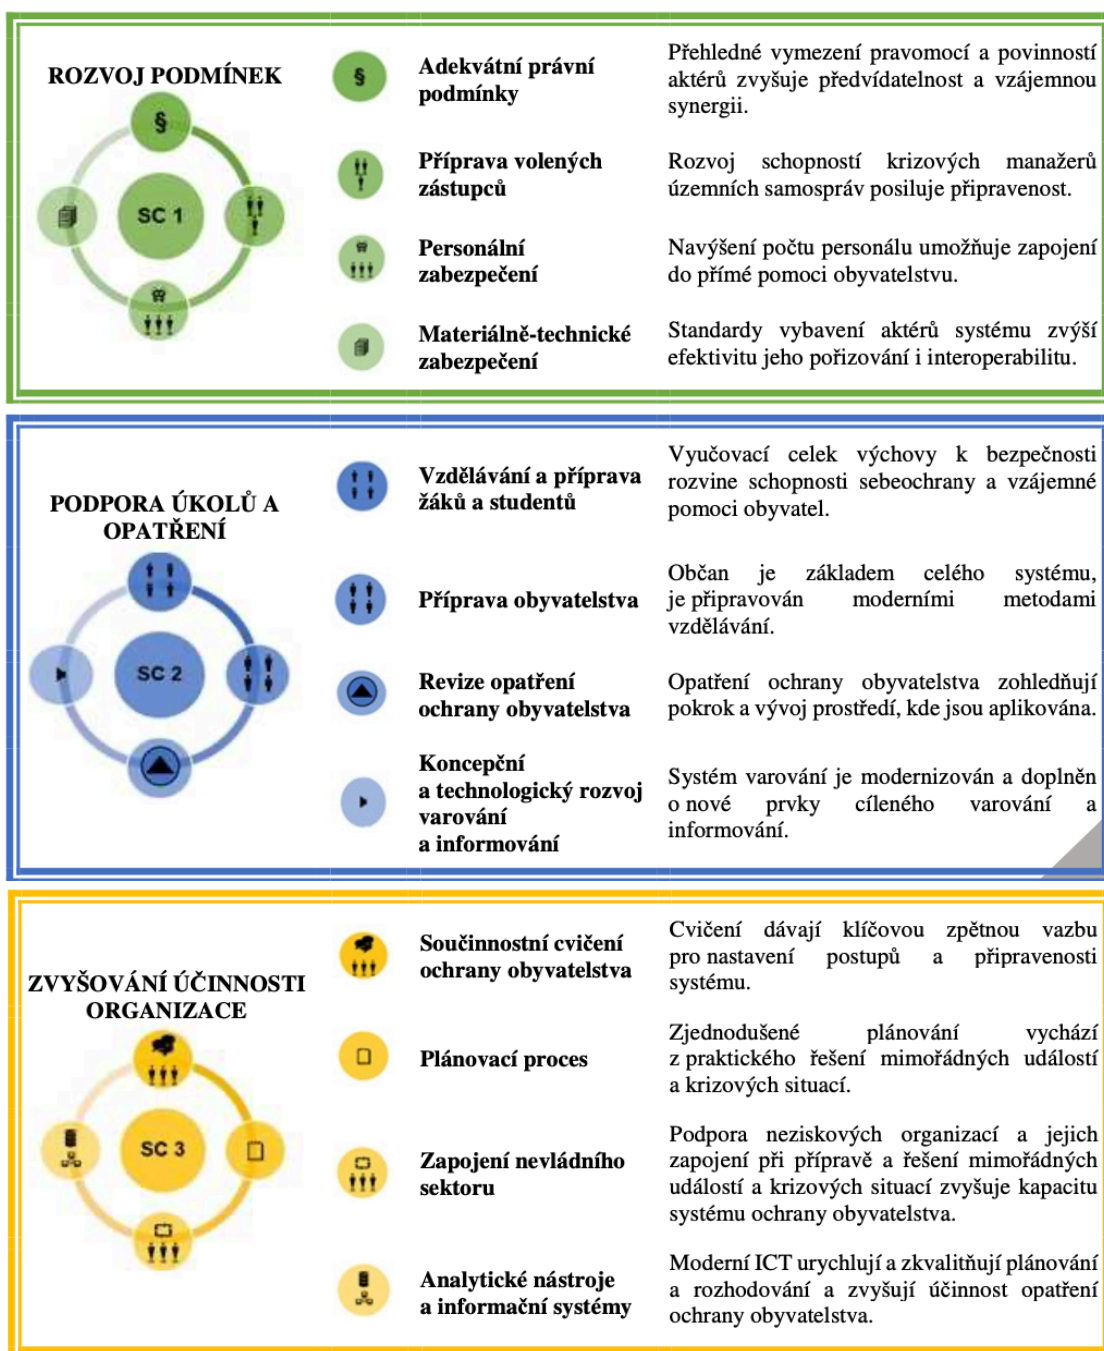 ROZVOJ PODMÍNEK
§
SC 1
§
Adekvátní právní
podmínky
Přehledné vymezení pravomocí a povinností
aktérů zvyšuje předvídatelnost a vzájemnou
synergii.
Příprava volených
zástupců
Rozvoj schopností krizových manažerů
územních samospráv posiluje připravenost.
Personální
zabezpečení
Navýšení počtu personálu umožňuje zapojení
do přímé pomoci obyvatelstvu.
Materiálně-technické
zabezpečení
Standardy vybavení aktérů systému zvýší
efektivitu jeho pořizování i interoperabilitu.
PODPORA ÚKOLŮ A
OPATŘENÍ
SC 2
Vzdělávání a příprava
žáků a studentů
Vyučovací celek výchovy k bezpečnosti
rozvine schopnosti sebeochrany a vzájemné
pomoci obyvatel.
Příprava obyvatelstva
Občan je základem celého systému,
je připravován moderními metodami
vzdělávání.
Revize opatření
ochrany obyvatelstva
Opatření ochrany obyvatelstva zohledňují
pokrok a vývoj prostředí, kde jsou aplikována.
Koncepční
a technologický rozvoj
varování
a informování
Systém varování je modernizován a doplněn
o nové prvky cíleného varování a
informování.
ZVYŠOVÁNÍ ÚČINNOSTI
ORGANIZACE
SC 3
Součinnostní cvičení
ochrany obyvatelstva
Cvičení dávají klíčovou zpětnou vazbu
pro nastavení postupů a připravenosti
systému.
Plánovací proces
Zjednodušené plánování vychází
z praktického řešení mimořádných událostí
a krizových situací.
Zapojení nevládního
sektoru
Podpora neziskových organizací a jejich
zapojení při přípravě a řešení mimořádných
událostí a krizových situací zvyšuje kapacitu
systému ochrany obyvatelstva.
Analytické nástroje
a informační systémy
Moderní ICT urychlují a zkvalitňují plánování
a rozhodování a zvyšují účinnost opatření
ochrany obyvatelstva.